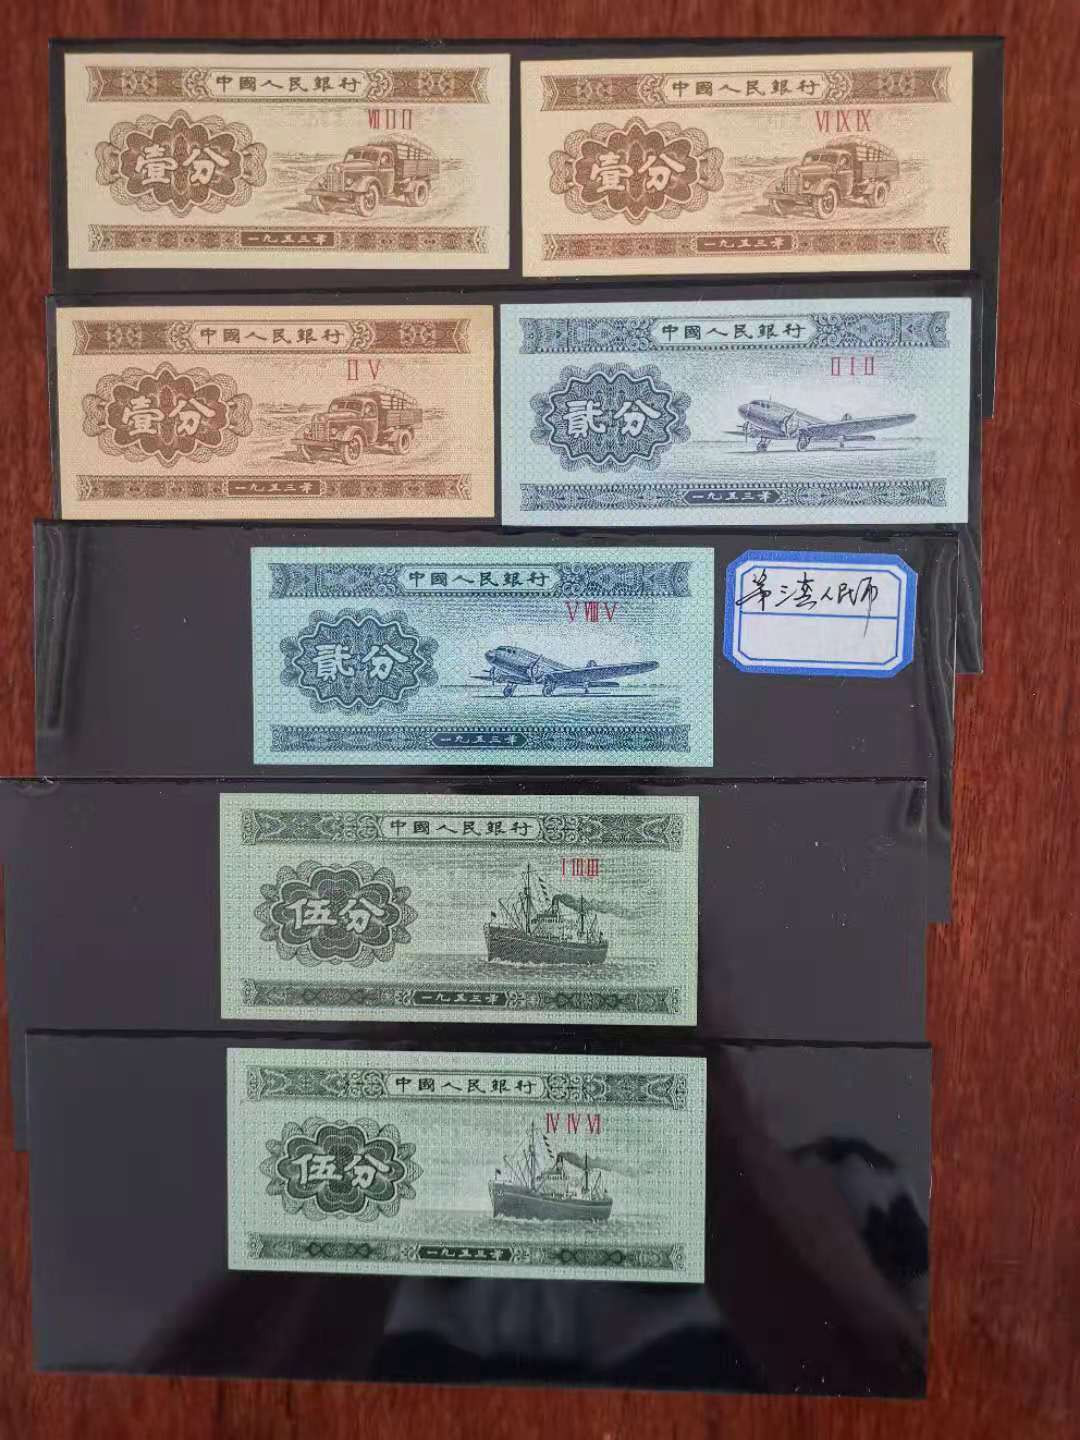 中國人民銀行
Ⅶ Ⅱ Ⅱ
壹分
一九五三年
中國人民銀行
Ⅵ Ⅸ Ⅸ
壹分
一九五三年
中國人民銀行
Ⅱ Ⅴ
壹分
一九五三年
中國人民銀行
Ⅱ Ⅰ Ⅱ
貳分
一九五三年
中國人民銀行
Ⅴ Ⅷ Ⅴ
貳分
一九五三年
第三套人民币
中國人民銀行
Ⅰ Ⅲ Ⅲ
伍分
一九五三年
中國人民銀行
Ⅳ Ⅳ Ⅵ
伍分
一九五三年